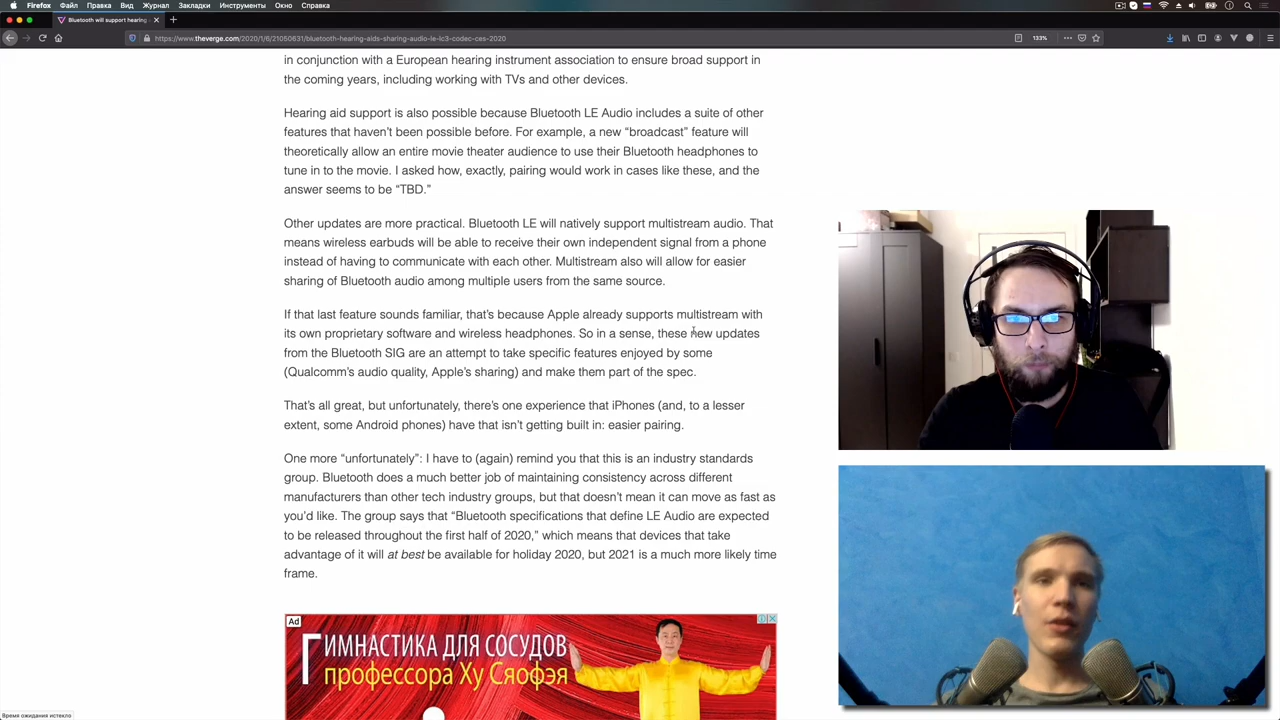 Firefox Файл Правка Вид Журнал Закладки Инструменты Окно Справка
Bluetooth will support hearing
https://www.theverge.com/2020/1/6/21050631/bluetooth-hearing-aids-sharing-audio-le-lc3-codec-ces-2020
133%
in conjunction with a European hearing instrument association to ensure broad support in
the coming years, including working with TVs and other devices.
Hearing aid support is also possible because Bluetooth LE Audio includes a suite of other
features that haven’t been possible before. For example, a new “broadcast” feature will
theoretically allow an entire movie theater audience to use their Bluetooth headphones to
tune in to the movie. I asked how, exactly, pairing would work in cases like these, and the
answer seems to be “TBD.”
Other updates are more practical. Bluetooth LE will natively support multistream audio. That
means wireless earbuds will be able to receive their own independent signal from a phone
instead of having to communicate with each other. Multistream also will allow for easier
sharing of Bluetooth audio among multiple users from the same source.
If that last feature sounds familiar, that’s because Apple already supports multistream with
its own proprietary software and wireless headphones. So in a sense, these new updates
from the Bluetooth SIG are an attempt to take specific features enjoyed by some
(Qualcomm’s audio quality, Apple’s sharing) and make them part of the spec.
That’s all great, but unfortunately, there’s one experience that iPhones (and, to a lesser
extent, some Android phones) have that isn’t getting built in: easier pairing.
One more “unfortunately”: I have to (again) remind you that this is an industry standards
group. Bluetooth does a much better job of maintaining consistency across different
manufacturers than other tech industry groups, but that doesn’t mean it can move as fast as
you’d like. The group says that “Bluetooth specifications that define LE Audio are expected
to be released throughout the first half of 2020,” which means that devices that take
advantage of it will at best be available for holiday 2020, but 2021 is a much more likely time
frame.
Ad
ГИМНАСТИКА ДЛЯ СОСУДОВ
профессора Ху Сяофэя
Время ожидания истекло